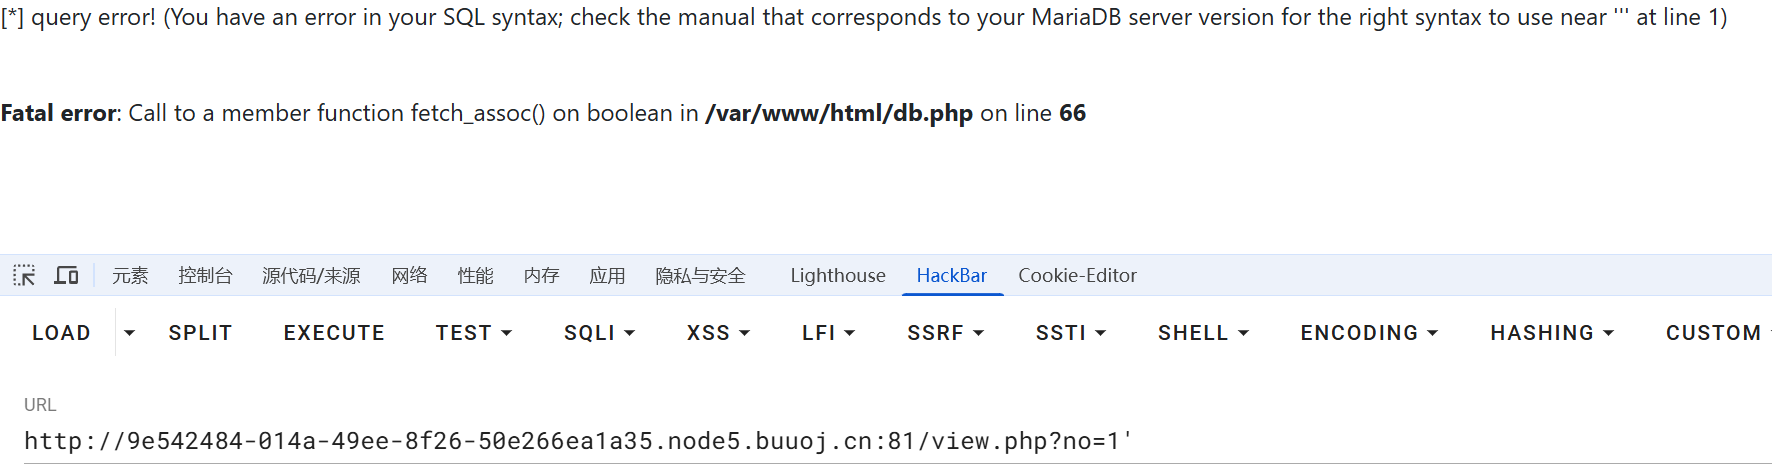 [*] query error! (You have an error in your SQL syntax; check the manual that corresponds to your MariaDB server version for the right syntax to use near ''' at line 1)
Fatal error: Call to a member function fetch_assoc() on boolean in /var/www/html/db.php on line 66
元素 控制台 源代码/来源 网络 性能 内存 应用 隐私与安全 Lighthouse HackBar Cookie-Editor
LOAD SPLIT EXECUTE TEST SQLI XSS LFI SSRF SSTI SHELL ENCODING HASHING CUSTOM
URL
http://9e542484-014a-49ee-8f26-50e266ea1a35.node5.buuoj.cn:81/view.php?no=1'